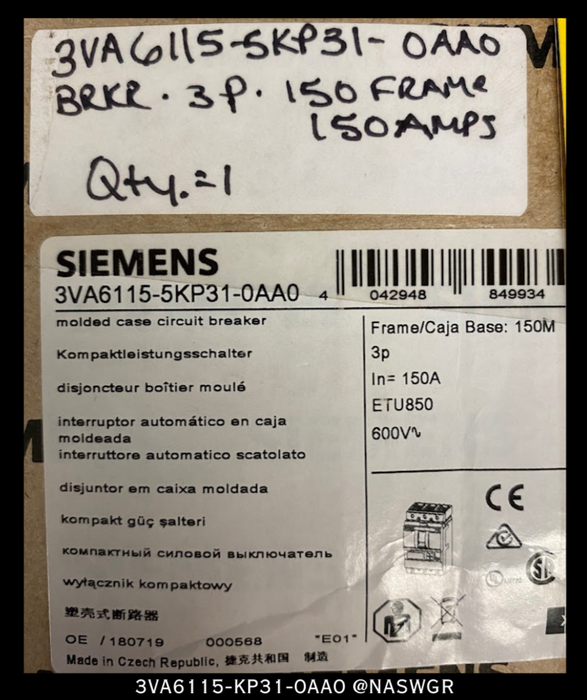 3VA6115-5KP31-0AA0
BRKR. 3P. 150 FRAME
150AMPS
Qty.=1
SIEMENS
3VA6115-5KP31-0AA0
4 042948 849934
molded case circuit breaker
Kompaktleistungsschalter
disjoncteur boîtier moulé
interruptor automático en caja
moldeada
interruttore automatico scatolato
disjuntor em caixa moldada
kompakt güç şalteri
компактный силовой выключатель
wyłącznik kompaktowy
塑壳式断路器
OE / 180719 000568 "E01"
Made in Czech Republic, 捷克共和国 制造
Frame/Caja Base: 150M
3p
In= 150A
ETU850
600V∿
CE
SIEMENS
3VA6115-KP31-0AA0 @NASWGR